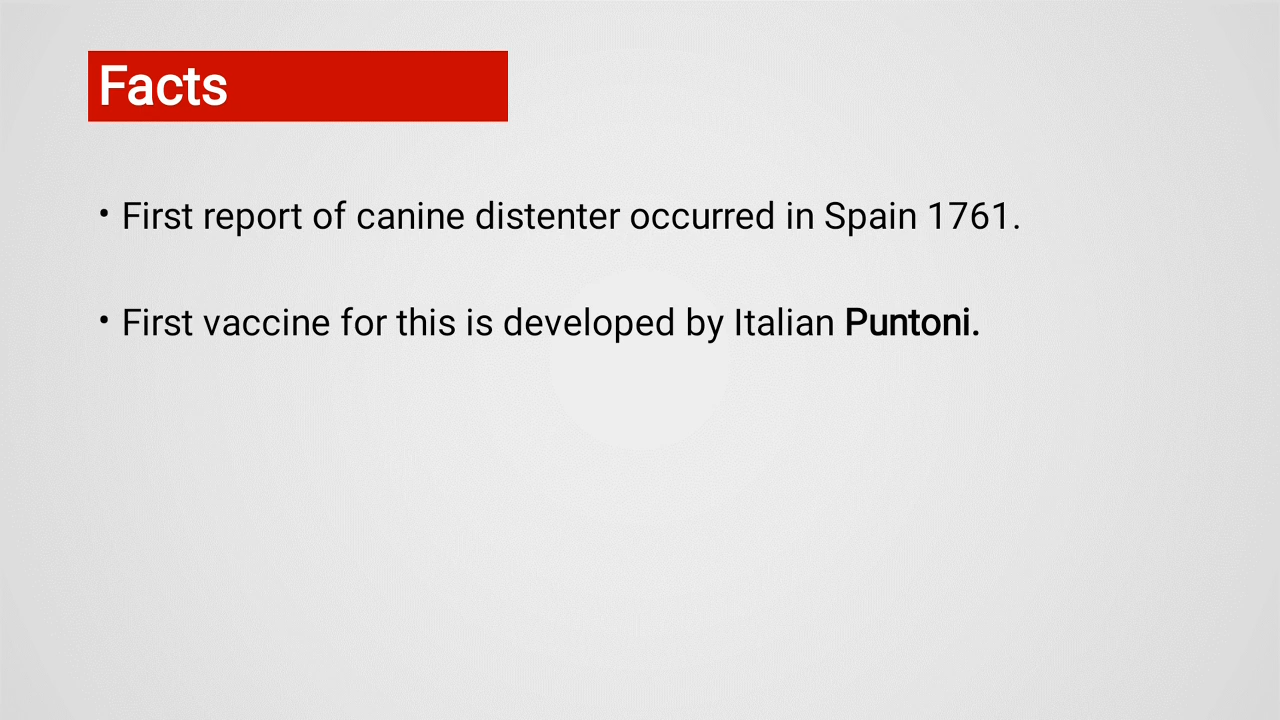 Facts
• First report of canine distenter occurred in Spain 1761.
• First vaccine for this is developed by Italian Puntoni.